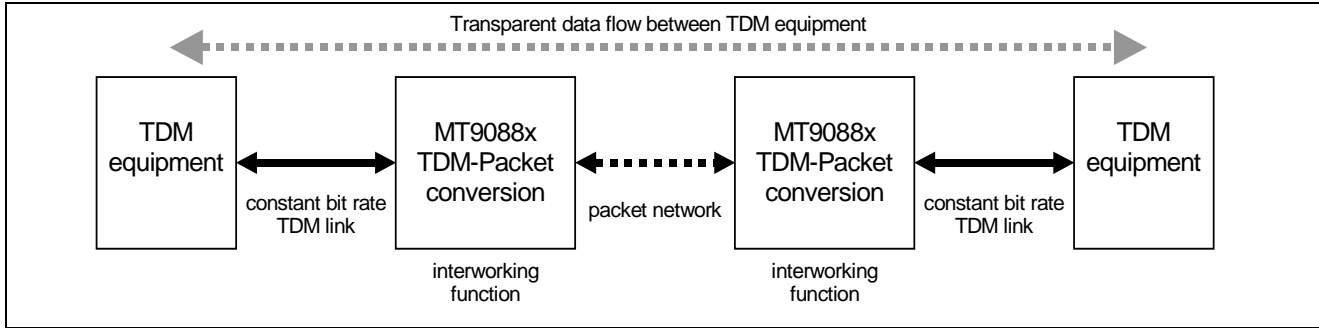 Transparent data flow between TDM equipment
TDM
equipment
constant bit rate
TDM link
MT9088x
TDM-Packet
conversion
interworking
function
packet network
MT9088x
TDM-Packet
conversion
interworking
function
constant bit rate
TDM link
TDM
equipment